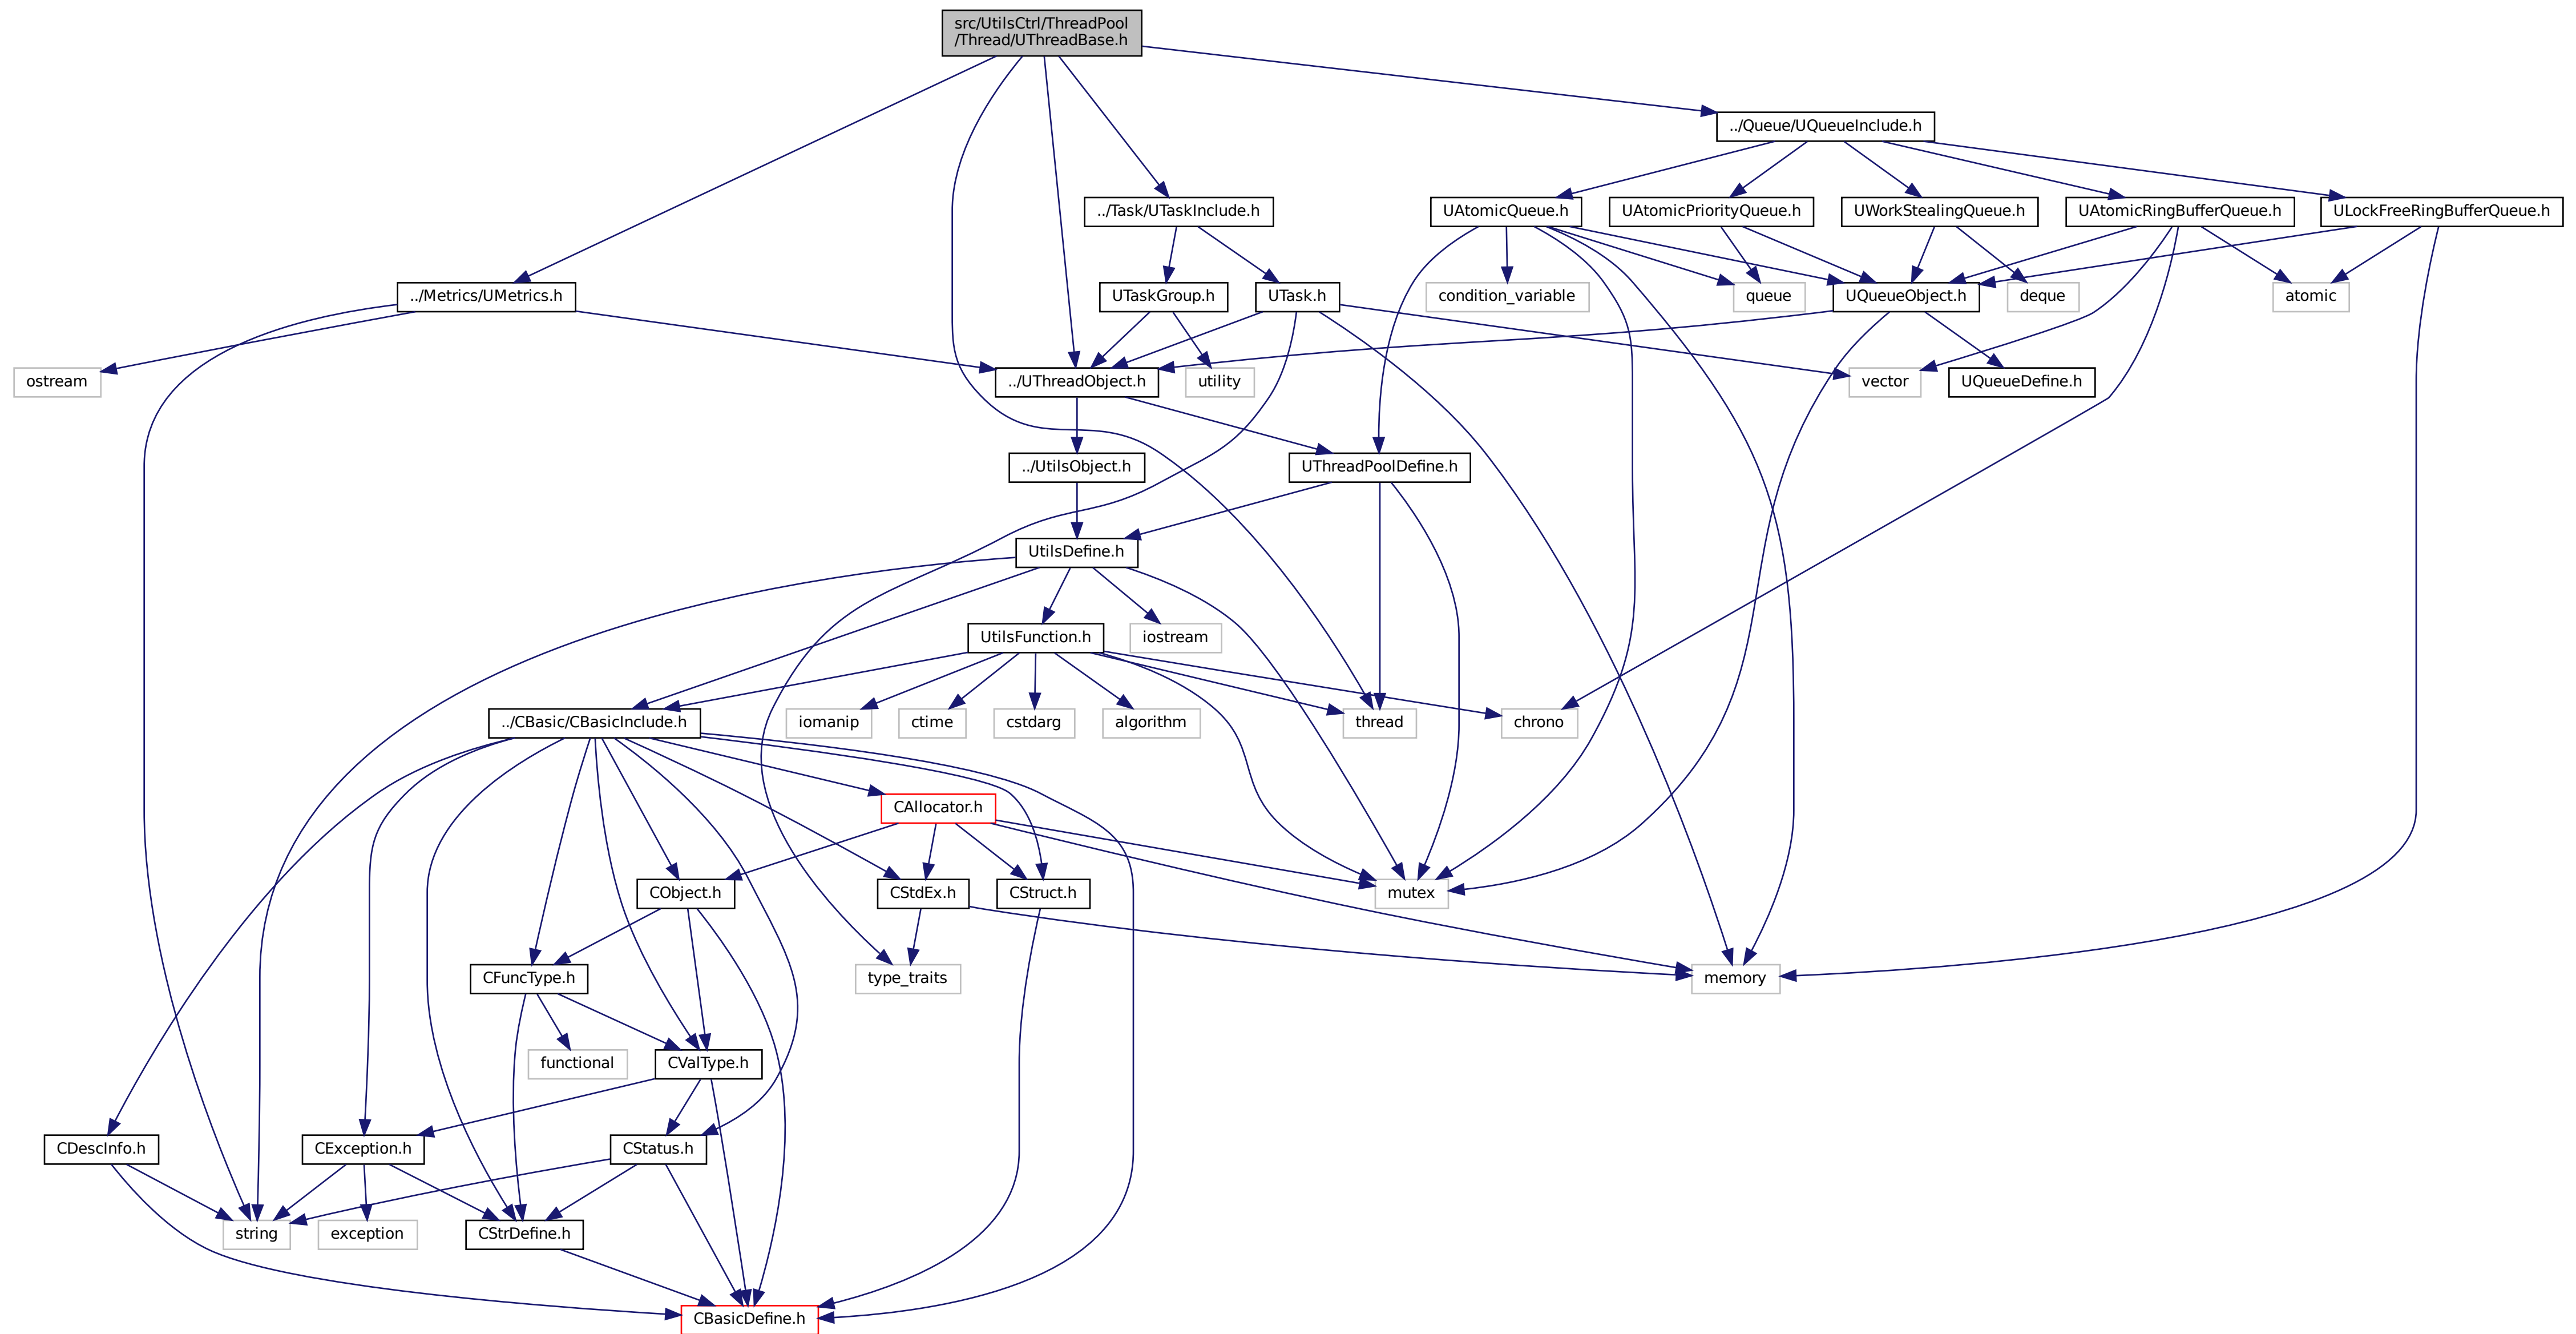 src/UtilsCtrl/ThreadPool
/Thread/UThreadBase.h
../Queue/UQueueInclude.h
../Task/UTaskInclude.h
UAtomicQueue.h
UAtomicPriorityQueue.h
UWorkStealingQueue.h
UAtomicRingBufferQueue.h
ULockFreeRingBufferQueue.h
../Metrics/UMetrics.h
UTaskGroup.h
UTask.h
condition_variable
queue
UQueueObject.h
deque
atomic
ostream
../UThreadObject.h
utility
vector
UQueueDefine.h
../UtilsObject.h
UThreadPoolDefine.h
UtilsDefine.h
UtilsFunction.h
iostream
../CBasic/CBasicInclude.h
iomanip
ctime
cstdarg
algorithm
thread
chrono
CAllocator.h
CObject.h
CStdEx.h
CStruct.h
mutex
CFuncType.h
type_traits
memory
functional
CValType.h
CDescInfo.h
CException.h
CStatus.h
string
exception
CStrDefine.h
CBasicDefine.h